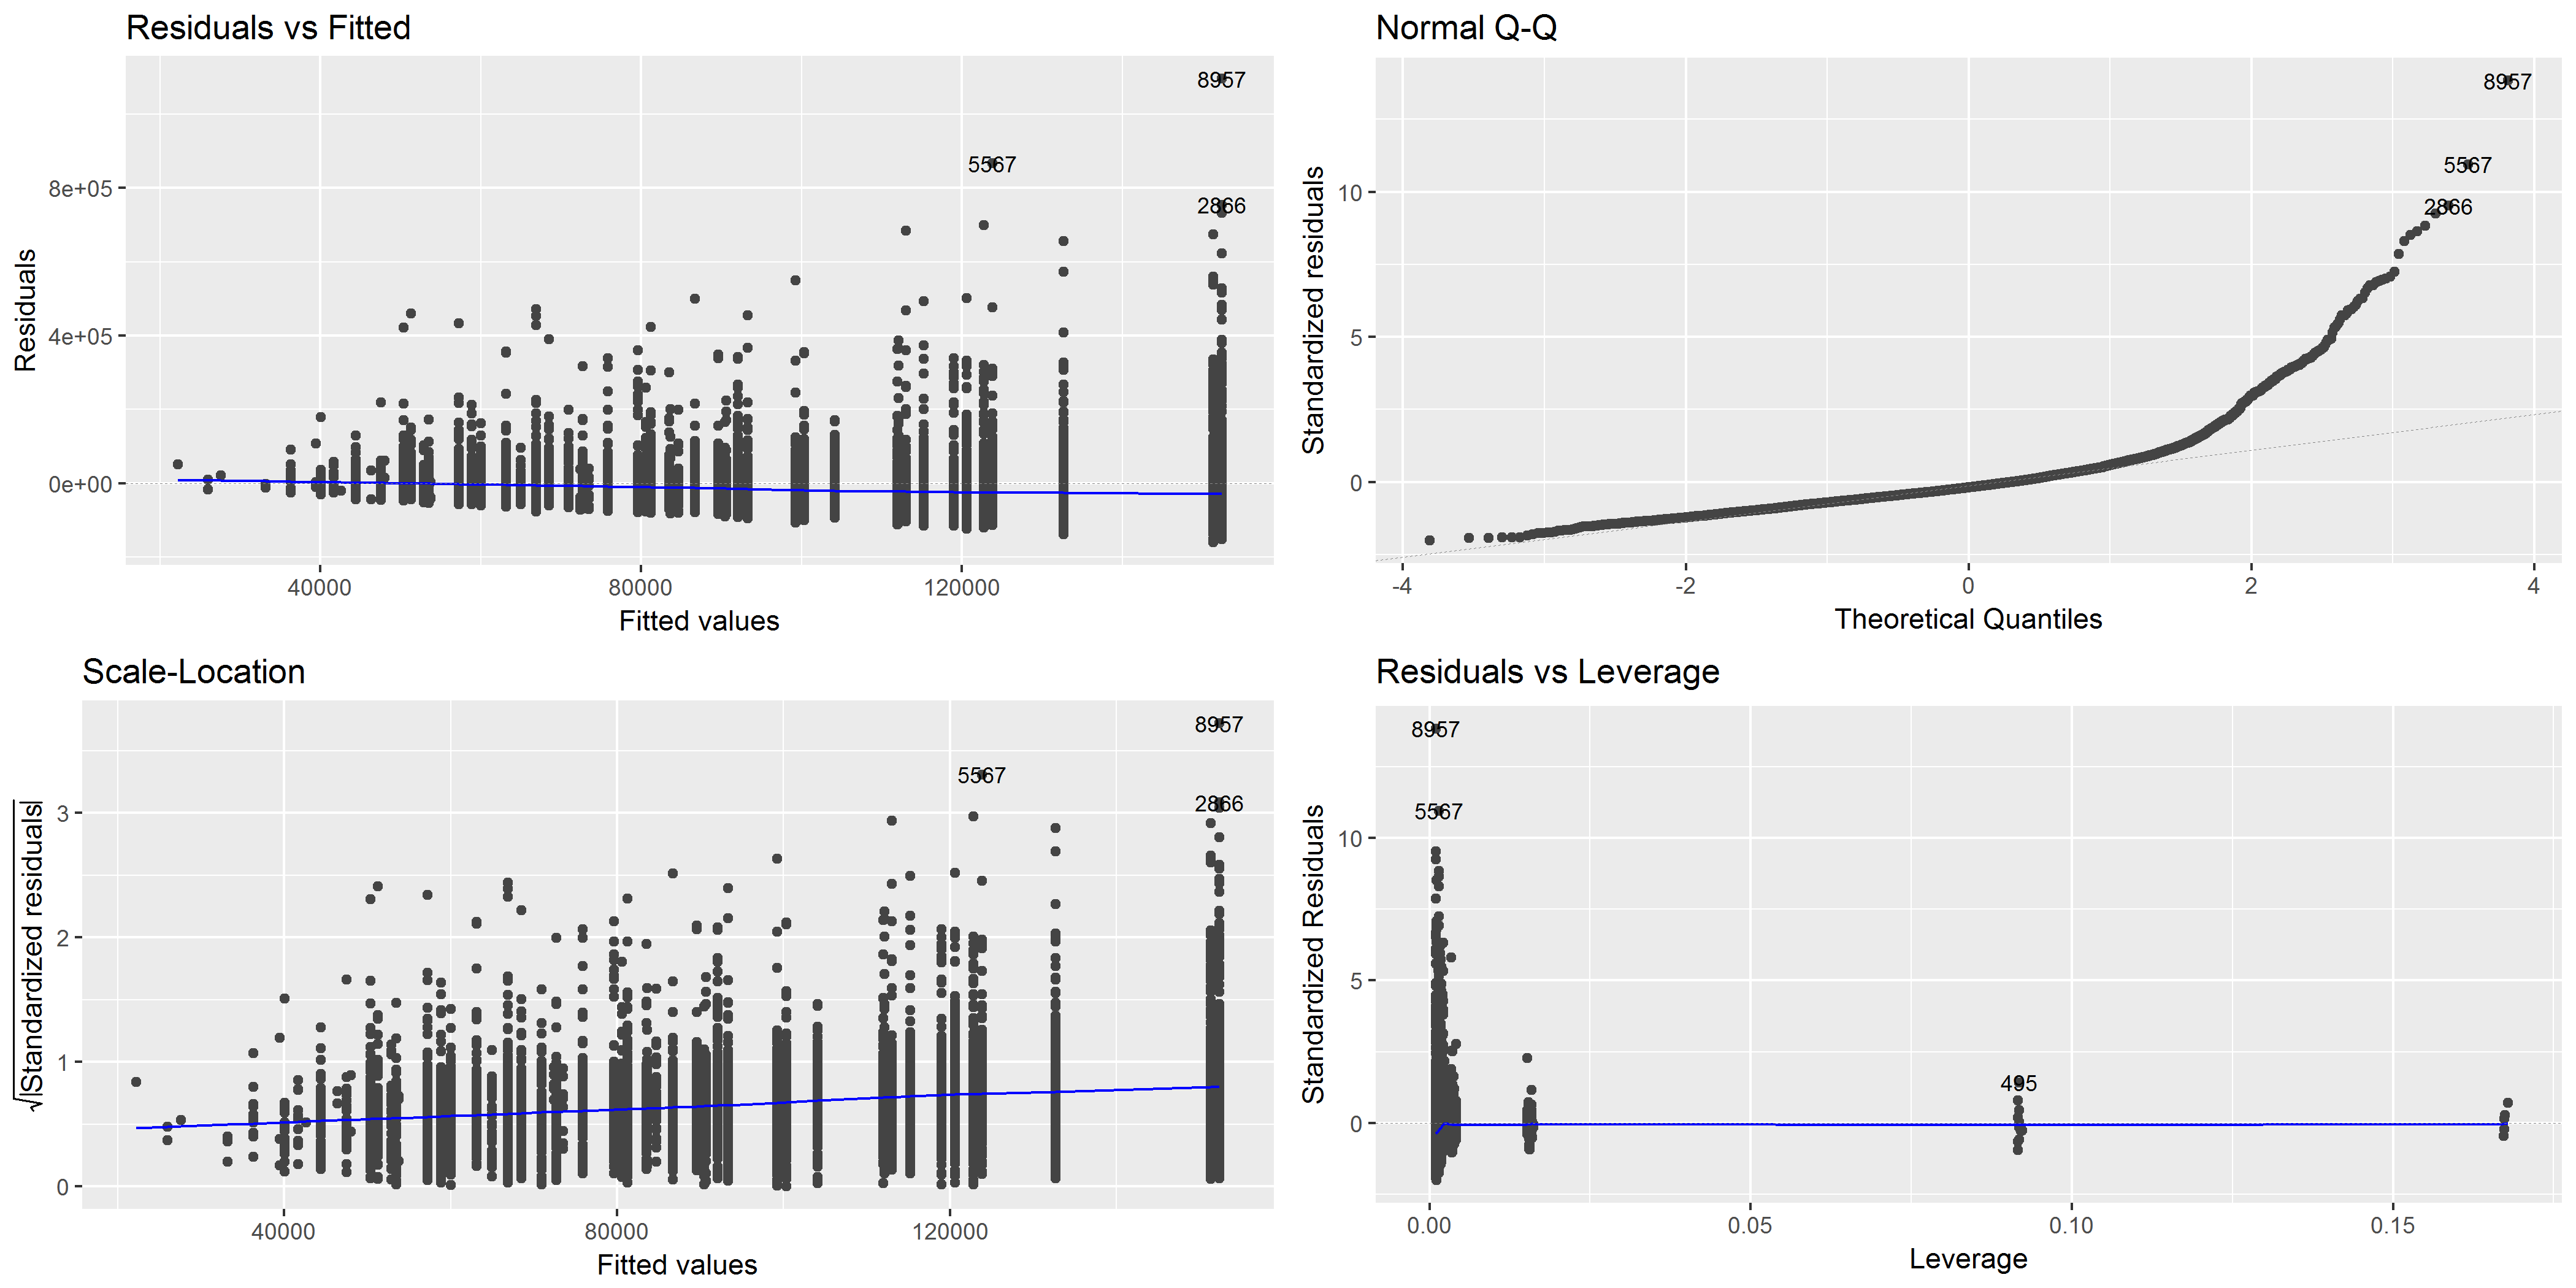 Residuals vs Fitted
8957
5567
2866
8e+05
4e+05
0e+00
Residuals
40000
80000
120000
Fitted values
Normal Q-Q
8957
5567
2866
10
5
0
Standardized residuals
-4
-2
0
2
4
Theoretical Quantiles
Scale-Location
8957
5567
2866
3
2
1
0
√|Standardized residuals|
40000
80000
120000
Fitted values
Residuals vs Leverage
8957
5567
495
10
5
0
Standardized Residuals
0.00
0.05
0.10
0.15
Leverage